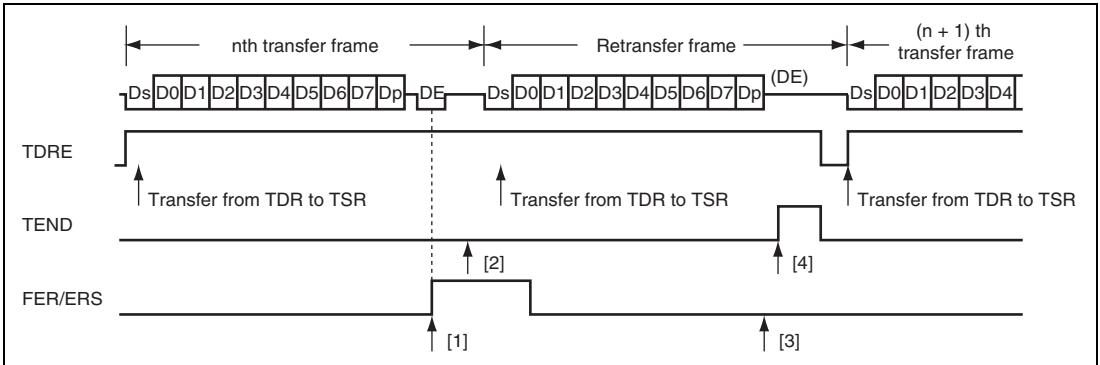 nth transfer frame
Retransfer frame
(n + 1) th
transfer frame
Ds D0 D1 D2 D3 D4 D5 D6 D7 Dp DE Ds D0 D1 D2 D3 D4 D5 D6 D7 Dp (DE) Ds D0 D1 D2 D3 D4
TDRE
Transfer from TDR to TSR Transfer from TDR to TSR Transfer from TDR to TSR
TEND
[2] [4]
FER/ERS
[1] [3]